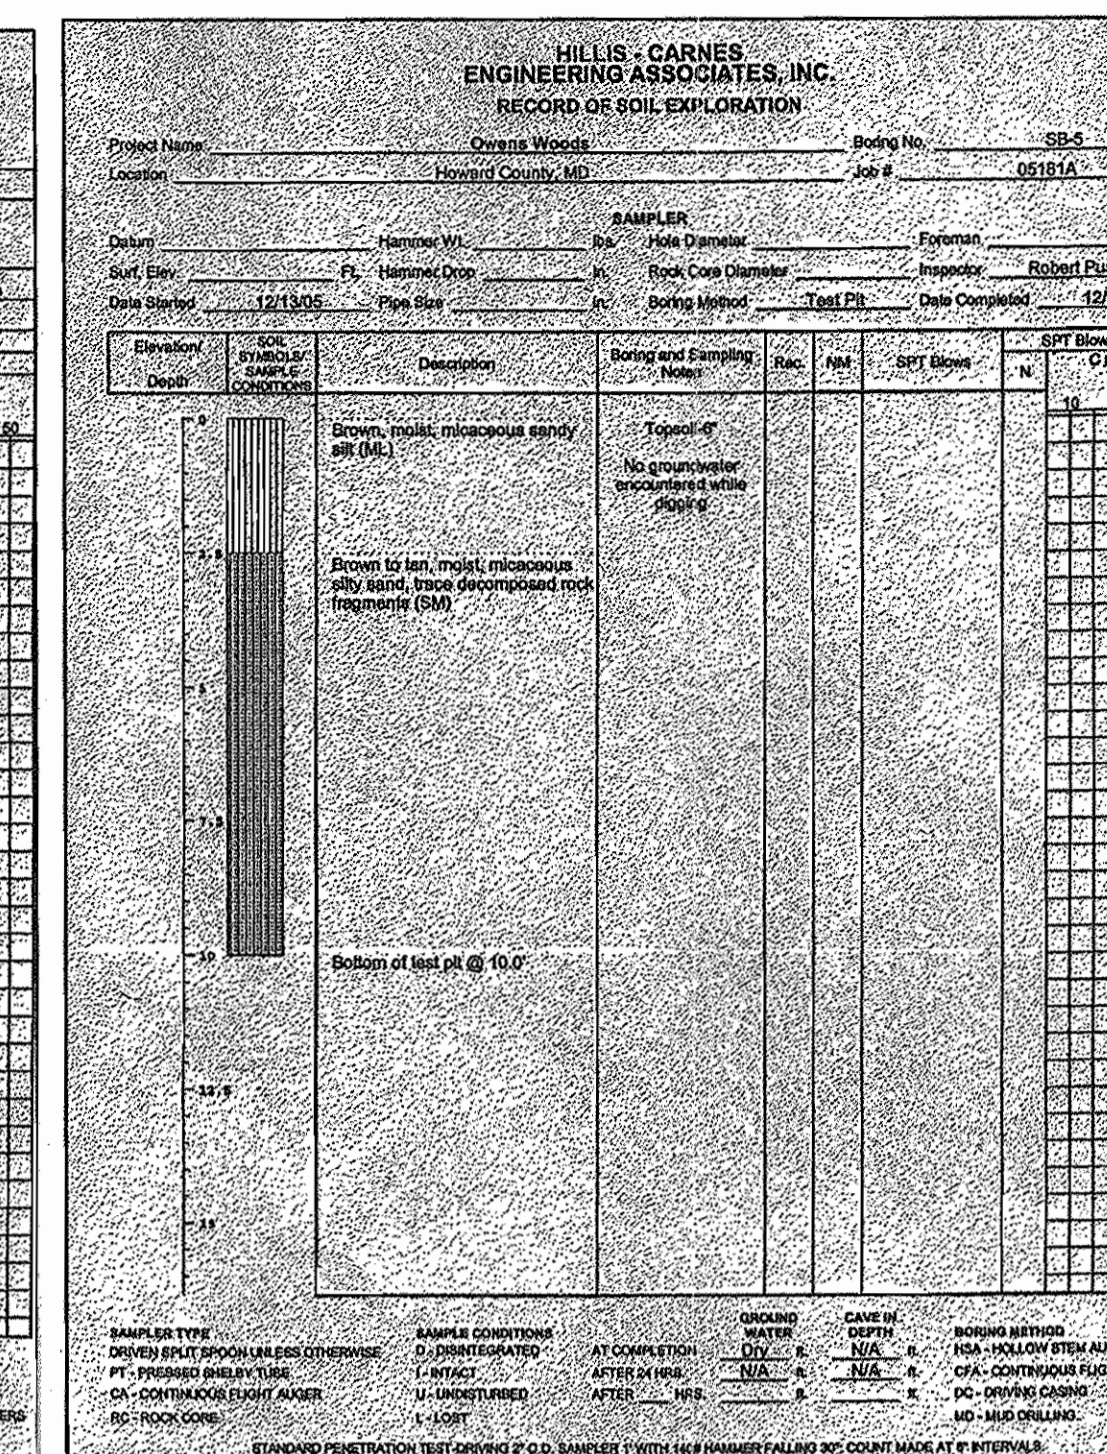 HILLIS - CARNES
ENGINEERING ASSOCIATES, INC.
RECORD OF SOIL EXPLORATION
Project Name Owens Woods Boring No. SB-5
Location Howard County, MD Job # 05181A
SAMPLER
Datum Hammer Wt. lbs. Hole Diameter Foreman
Surf. Elev. Ft. Hammer Drop in. Rock Core Diameter Inspector Robert
Date Started 12/13/05 Pipe Size in. Boring Method Test Pit Date Completed 12/
Elevation/ Depth SOIL SYMBOLS/ SAMPLE CONDITIONS Description Boring and Sampling Notes Rec. NM SPT Blows N
SPT
10
50
0
Brown, moist, micaceous sandy
silt (ML)
Topsoil-6"
No groundwater
encountered while
digging
2.5
Brown to tan, moist, micaceous
silty sand, trace decomposed rock
fragments (SM)
5
7.5
10
Bottom of test pit @ 10.0'
12.5
15
SAMPLER TYPE
DRIVEN SPLIT SPOON UNLESS OTHERWISE
PT - PRESSED SHELBY TUBE
CA - CONTINUOUS FLIGHT AUGER
RC - ROCK CORE
SAMPLE CONDITIONS
D - DISINTEGRATED
I - INTACT
U - UNDISTURBED
L - LOST
GROUND WATER CAVE IN DEPTH
AT COMPLETION Dry ft. N/A ft.
AFTER 24 HRS. N/A ft. N/A ft.
AFTER HRS. ft. ft.
BORING METHOD
HSA - HOLLOW STEM AU
CFA - CONTINUOUS FLIG
DC - DRIVING CASING
MD - MUD DRILLING
STANDARD PENETRATION TEST-DRIVING 2" O.D. SAMPLER 1' WITH 140# HAMMER FALLING 30": COUNT MADE AT 6" INTERVALS
ERS